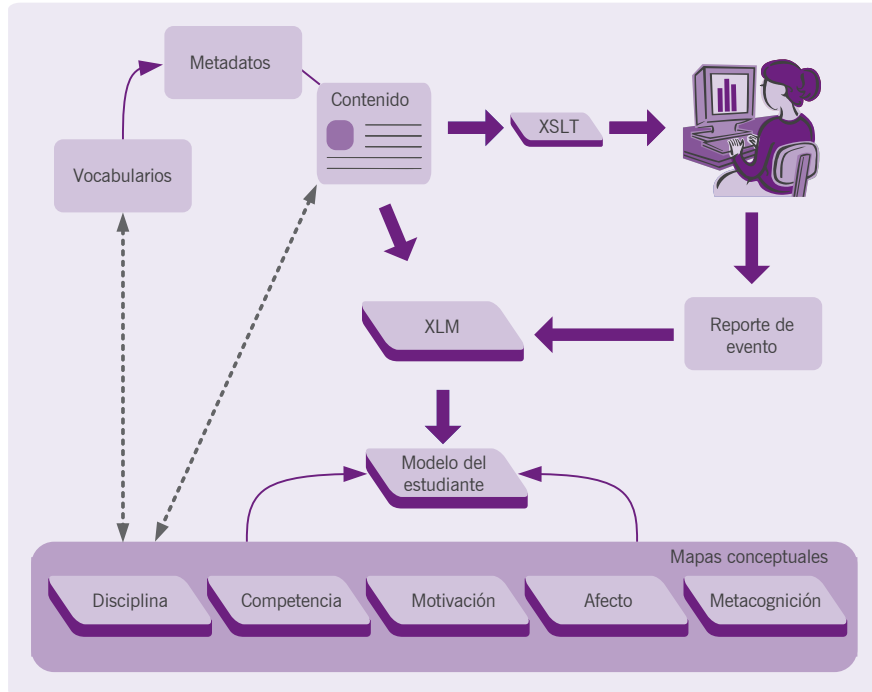 Metadatos
Contenido
XSLT
Vocabularios
XLM
Reporte de
evento
Modelo del
estudiante
Mapas conceptuales
Disciplina
Competencia
Motivación
Afecto
Metacognición